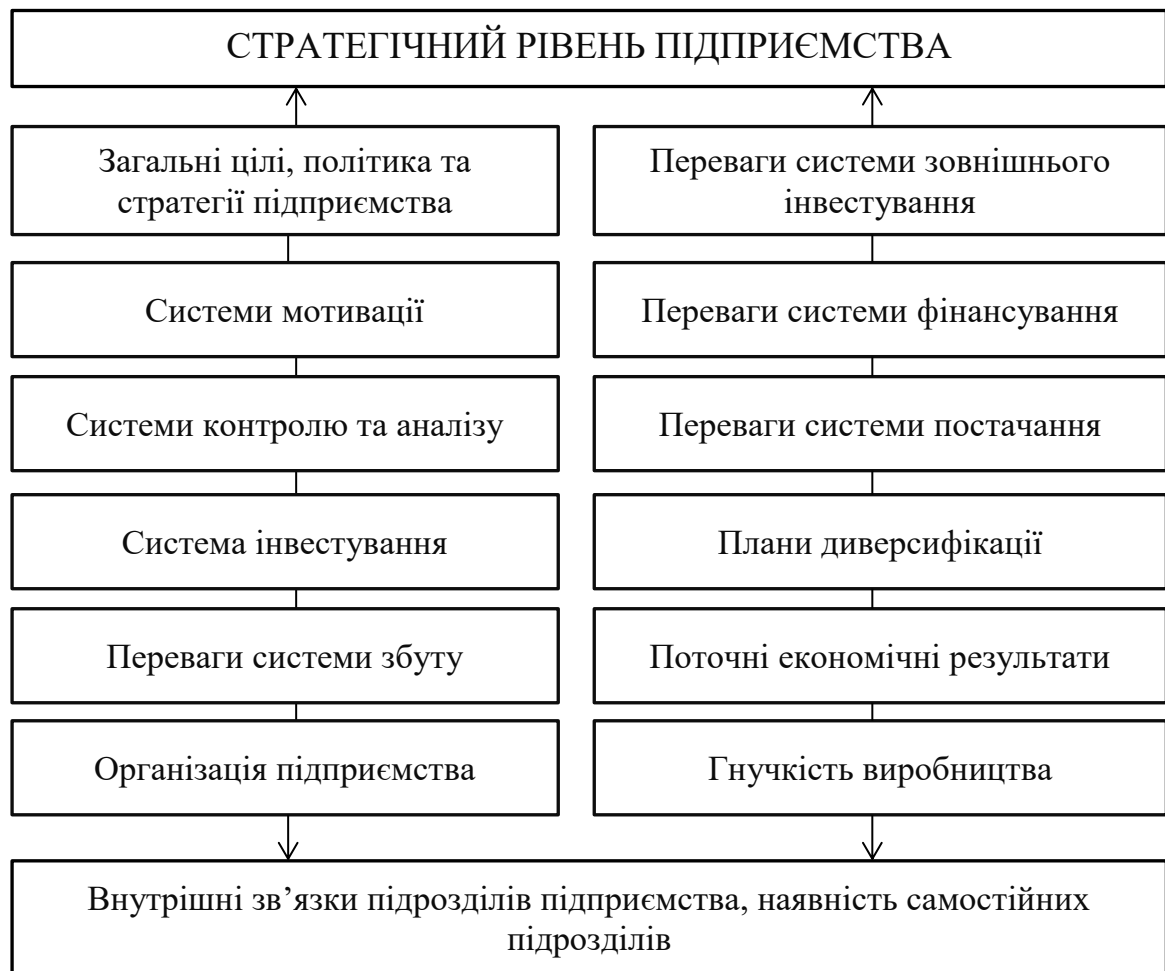 СТРАТЕГІЧНИЙ РІВЕНЬ ПІДПРИЄМСТВА
Загальні цілі, політика та
стратегії підприємства
Переваги системи зовнішнього
інвестування
Системи мотивації
Переваги системи фінансування
Системи контролю та аналізу
Переваги системи постачання
Система інвестування
Плани диверсифікації
Переваги системи збуту
Поточні економічні результати
Організація підприємства
Гнучкість виробництва
Внутрішні зв’язки підрозділів підприємства, наявність самостійних
підрозділів